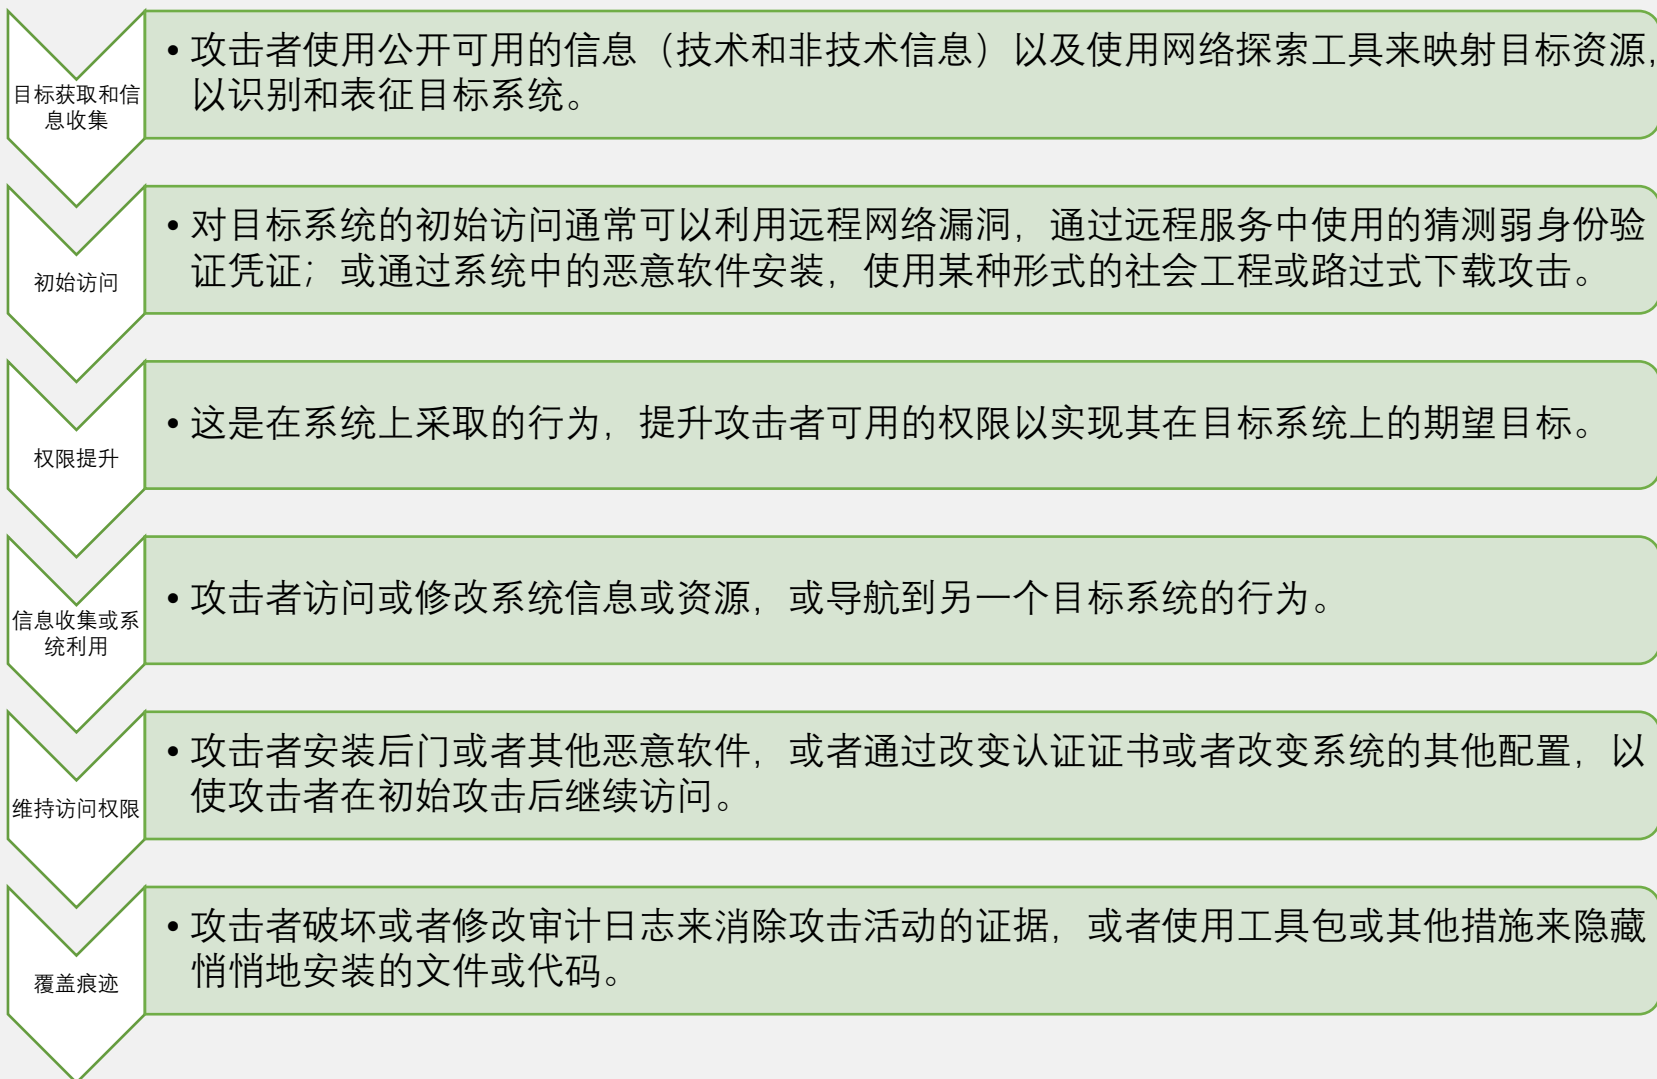 目标获取和信
息收集
• 攻击者使用公开可用的信息（技术和非技术信息）以及使用网络探索工具来映射目标资源，
以识别和表征目标系统。
初始访问
• 对目标系统的初始访问通常可以利用远程网络漏洞，通过远程服务中使用的猜测弱身份验
证凭证；或通过系统中的恶意软件安装，使用某种形式的社会工程或路过式下载攻击。
权限提升
• 这是在系统上采取的行为，提升攻击者可用的权限以实现其在目标系统上的期望目标。
信息收集或系
统利用
• 攻击者访问或修改系统信息或资源，或导航到另一个目标系统的行为。
维持访问权限
• 攻击者安装后门或者其他恶意软件，或者通过改变认证证书或者改变系统的其他配置，以
使攻击者在初始攻击后继续访问。
覆盖痕迹
• 攻击者破坏或者修改审计日志来消除攻击活动的证据，或者使用工具包或其他措施来隐藏
悄悄地安装的文件或代码。